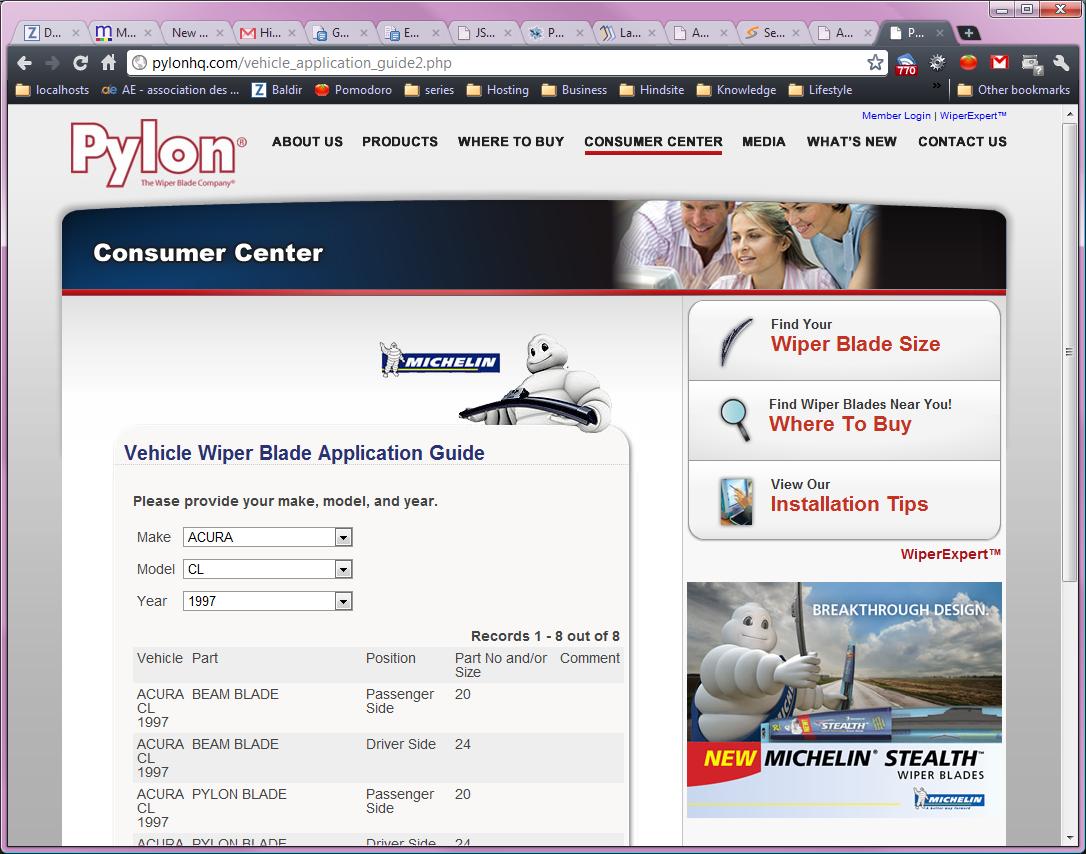 D...
M...
New ...
Hi...
G...
E...
JS...
P...
La...
A...
Se...
A...
P...
pylonhq.com/vehicle_application_guide2.php
770
localhosts
ae AE - association des ...
Z Baldir
Pomodoro
series
Hosting
Business
Hindsite
Knowledge
Lifestyle
»
Other bookmarks
Member Login | WiperExpert™
Pylon®
The Wiper Blade Company®
ABOUT US
PRODUCTS
WHERE TO BUY
CONSUMER CENTER
MEDIA
WHAT'S NEW
CONTACT US
Consumer Center
MICHELIN
Vehicle Wiper Blade Application Guide
Please provide your make, model, and year.
Make ACURA
Model CL
Year 1997
Records 1 - 8 out of 8
Vehicle Part Position Part No and/or Comment
Size
ACURA BEAM BLADE Passenger 20
CL Side
1997
ACURA BEAM BLADE Driver Side 24
CL
1997
ACURA PYLON BLADE Passenger 20
CL Side
1997
ACURA PYLON BLADE Driver Side 24
Find Your
Wiper Blade Size
Find Wiper Blades Near You!
Where To Buy
View Our
Installation Tips
WiperExpert™
BREAKTHROUGH DESIGN.
STEALTH
NEW MICHELIN® STEALTH™
WIPER BLADES
MICHELIN
A better way forward